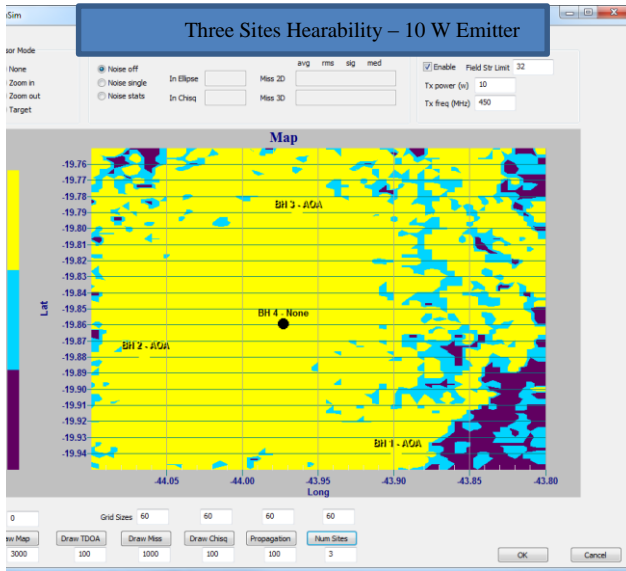 Three Sites Hearability – 10 W Emitter
Sim
sor Mode
None
Zoom in
Zoom out
Target
Noise off
Noise single
Noise stats
In Ellipse
In Chisq
avg rms sig med
Miss 2D
Miss 3D
Enable Field Str Limit 32
Tx power (w) 10
Tx freq (MHz) 450
Map
-19.76
-19.77
-19.78
-19.79
-19.80
-19.81
-19.83
-19.84
-19.85
-19.86
-19.87
-19.88
-19.89
-19.90
-19.91
-19.92
-19.93
-19.94
Lat
BH 3 - AOA
BH 4 - None
BH 2 - AOA
BH 1 - AOA
-44.05 -44.00 -43.95 -43.90 -43.85 -43.80
Long
0 Grid Sizes 60 60 60 60
aw Map Draw TDOA Draw Miss Draw Chisq Propagation Num Sites
3000 100 1000 100 100 3
OK Cancel